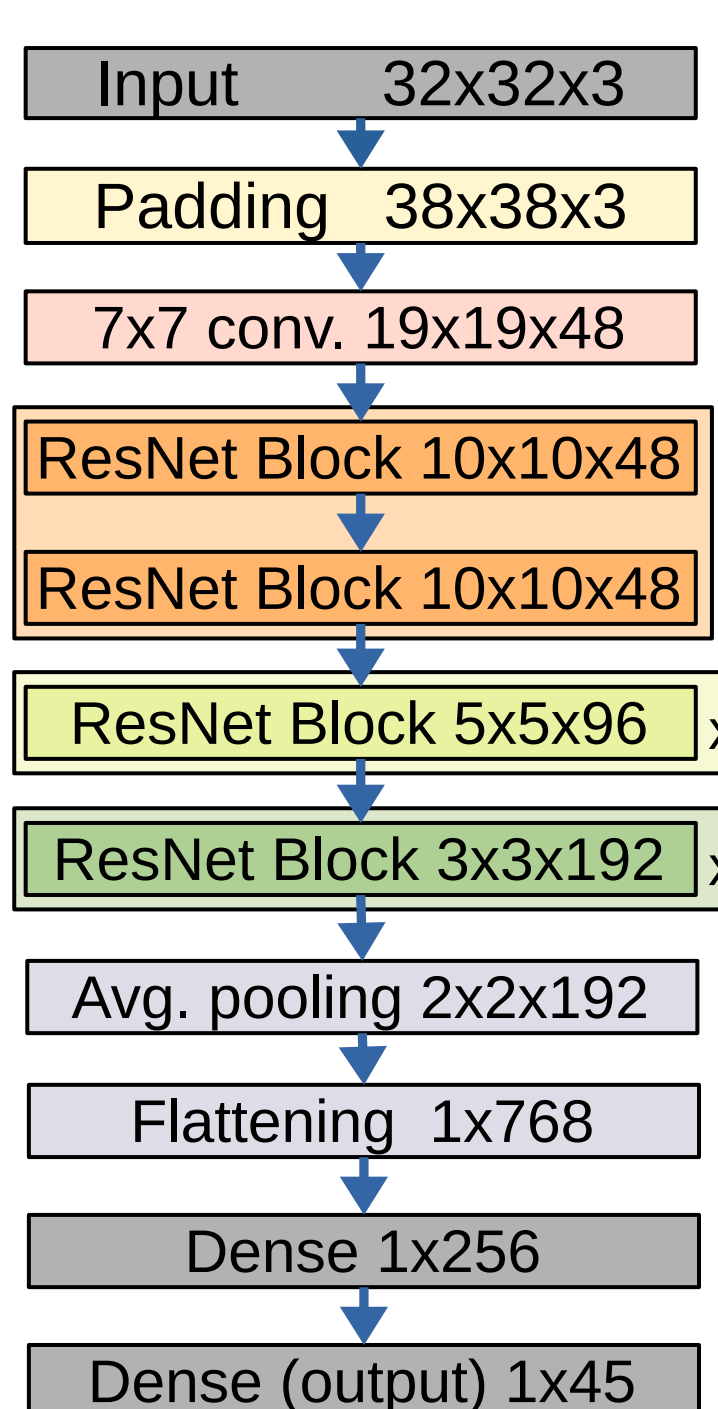 Input 32x32x3
Padding 38x38x3
7x7 conv. 19x19x48
ResNet Block 10x10x48
ResNet Block 10x10x48
ResNet Block 5x5x96
ResNet Block 3x3x192
Avg. pooling 2x2x192
Flattening 1x768
Dense 1x256
Dense (output) 1x45